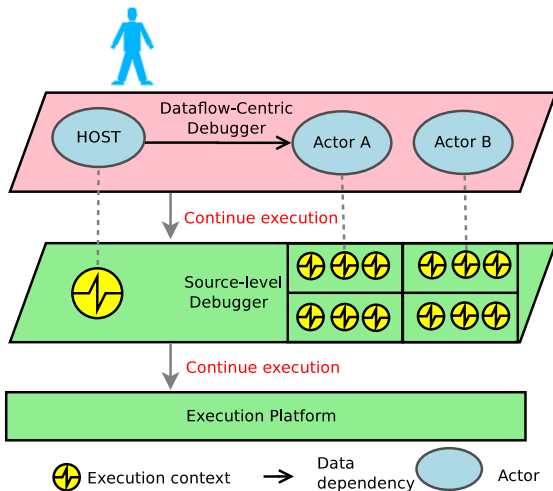 Dataflow-Centric
Debugger
HOST
Actor A
Actor B
Continue execution
Source-level
Debugger
Continue execution
Execution Platform
Execution context
Data
dependency
Actor